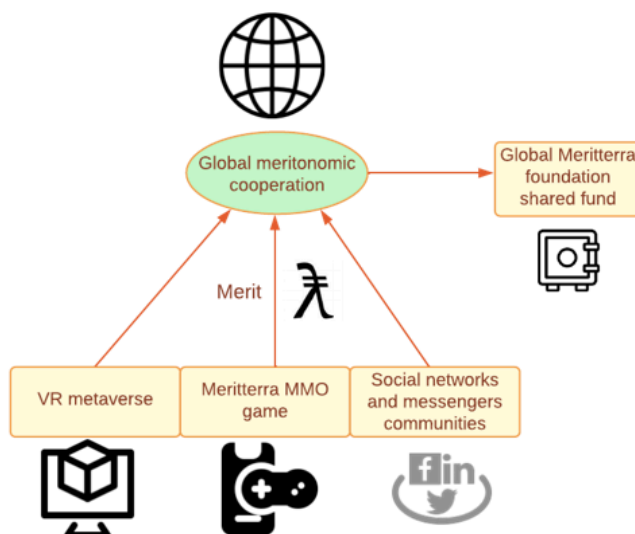 Global meritonomic
cooperation
Global Meritterra
foundation
shared fund
Merit
VR metaverse
Meritterra MMO
game
Social networks
and messengers
communities
f in